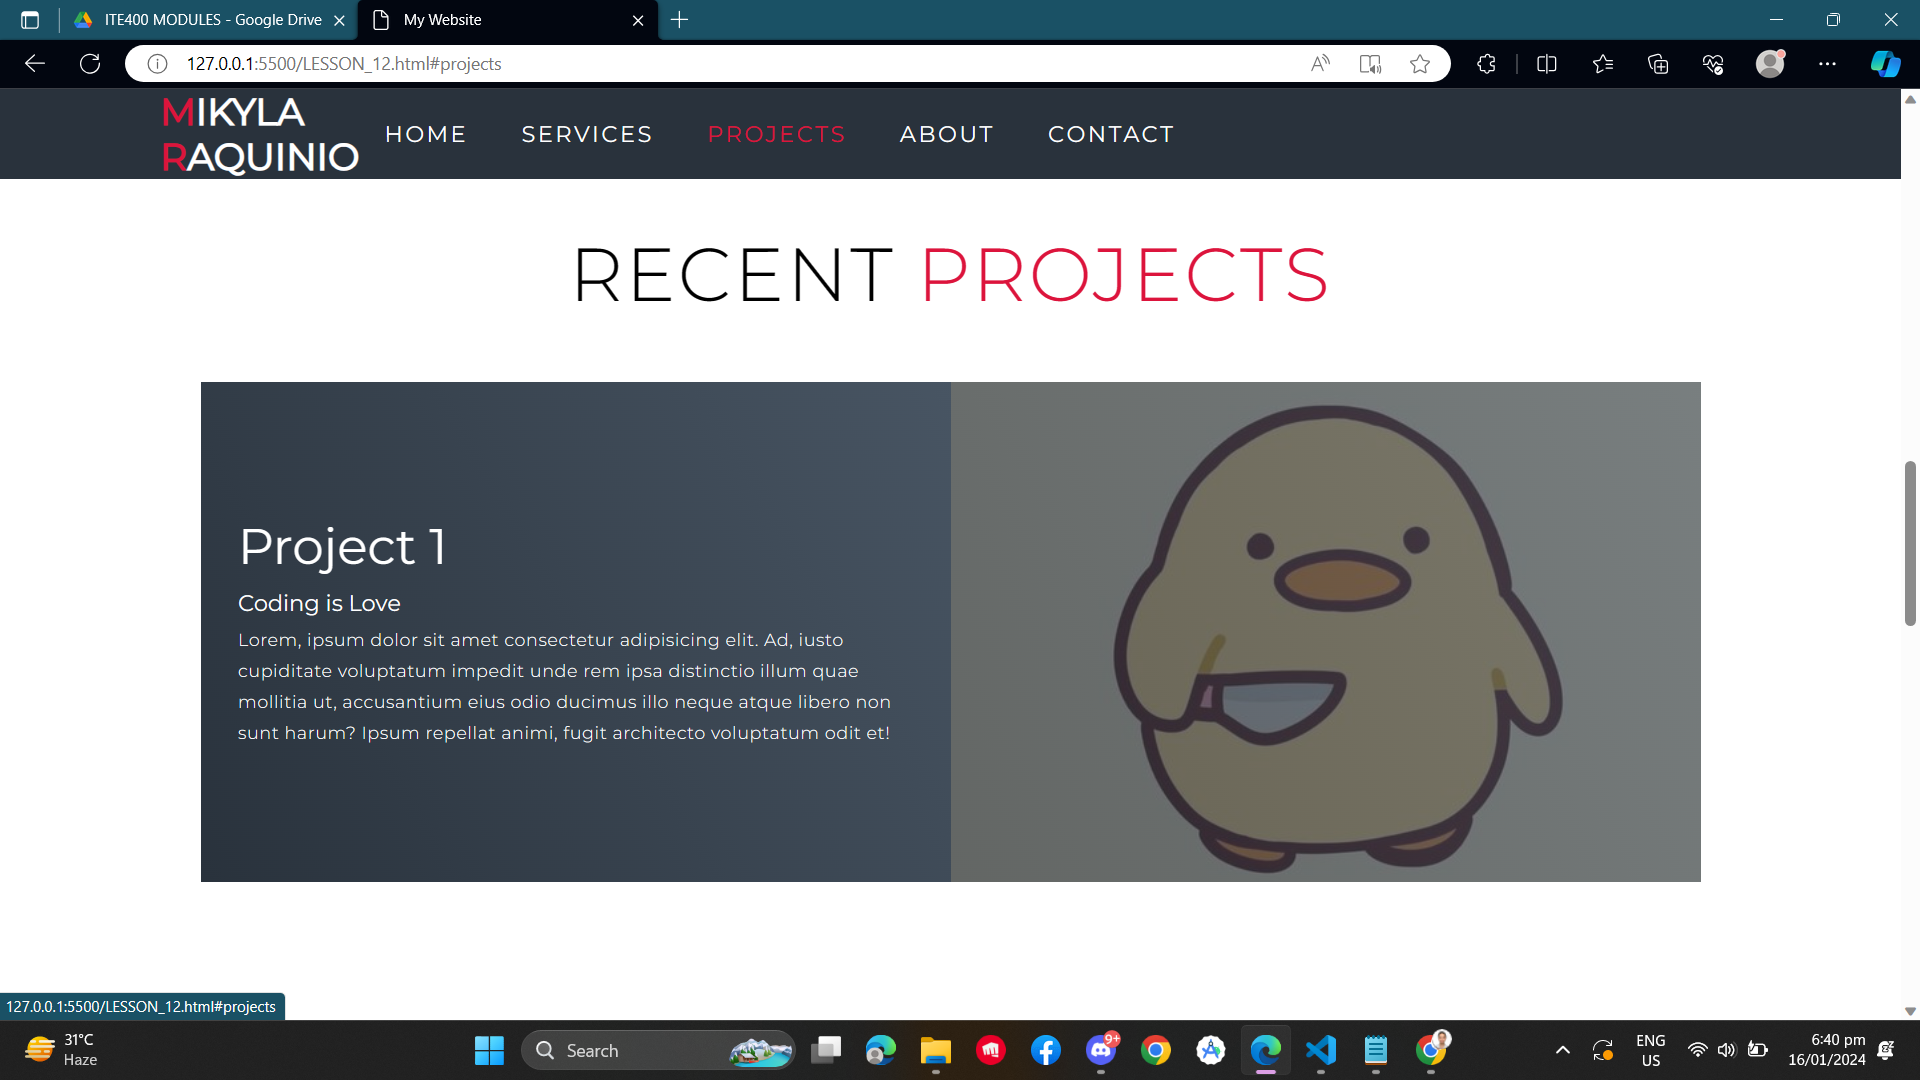 ITE400 MODULES - Google Drive
My Website
127.0.0.1:5500/LESSON_12.html#projects
MIKYLA
RAQUINIO
HOME
SERVICES
PROJECTS
ABOUT
CONTACT
RECENT PROJECTS
Project 1
Coding is Love
Lorem, ipsum dolor sit amet consectetur adipisicing elit. Ad, iusto
cupiditate voluptatum impedit unde rem ipsa distinctio illum quae
mollitia ut, accusantium eius odio ducimus illo neque atque libero non
sunt harum? Ipsum repellat animi, fugit architecto voluptatum odit et!
127.0.0.1:5500/LESSON_12.html#projects
31°C
Haze
Search
9+
ENG
US
6:40 pm
16/01/2024